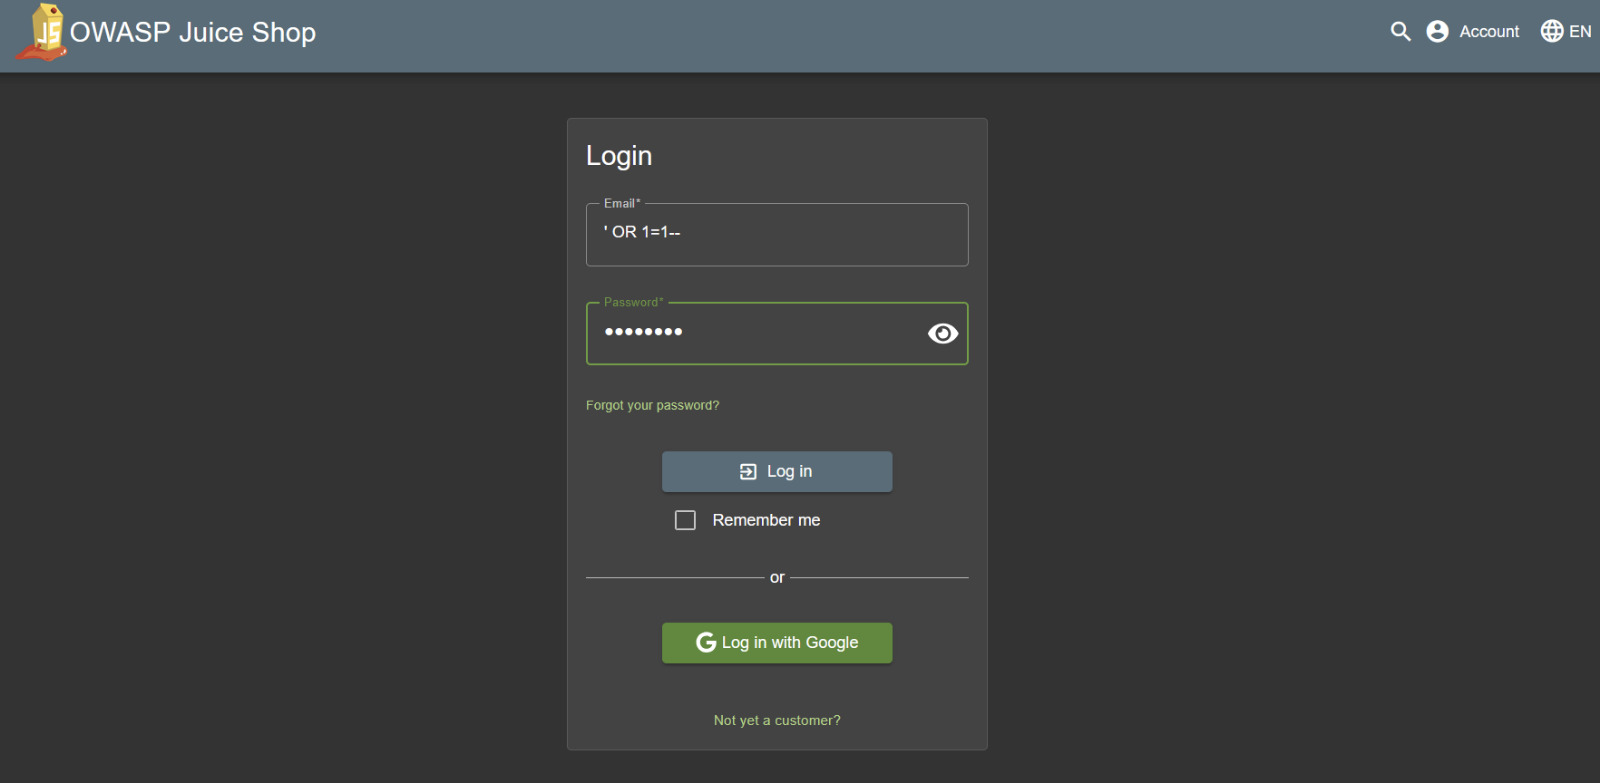 JS OWASP Juice Shop
Account
EN
Login
Email*
' OR 1=1--
Password*
••••••••
Forgot your password?
Log in
Remember me
or
G Log in with Google
Not yet a customer?